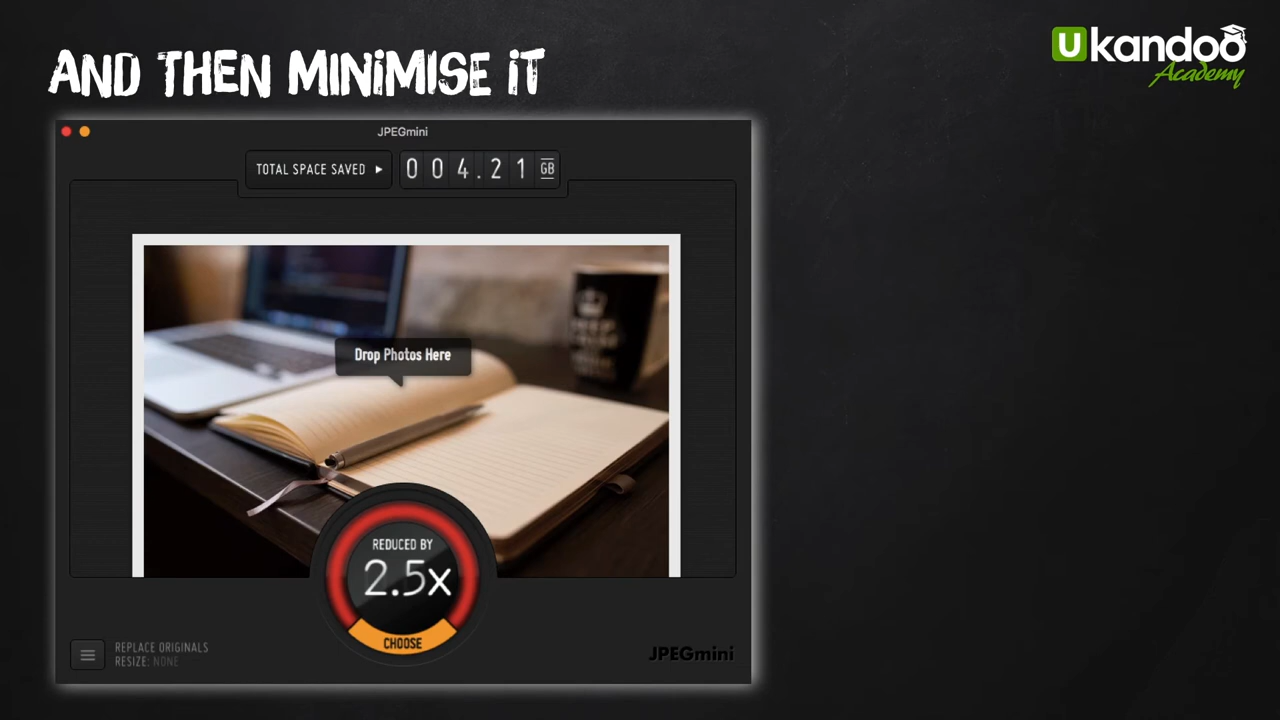 AND THEN MINIMISE IT
Ukandoo
Academy
JPEGmini
TOTAL SPACE SAVED
004.21 GB
Drop Photos Here
REDUCED BY
2.5x
CHOOSE
REPLACE ORIGINALS
RESIZE: NONE
JPEGmini